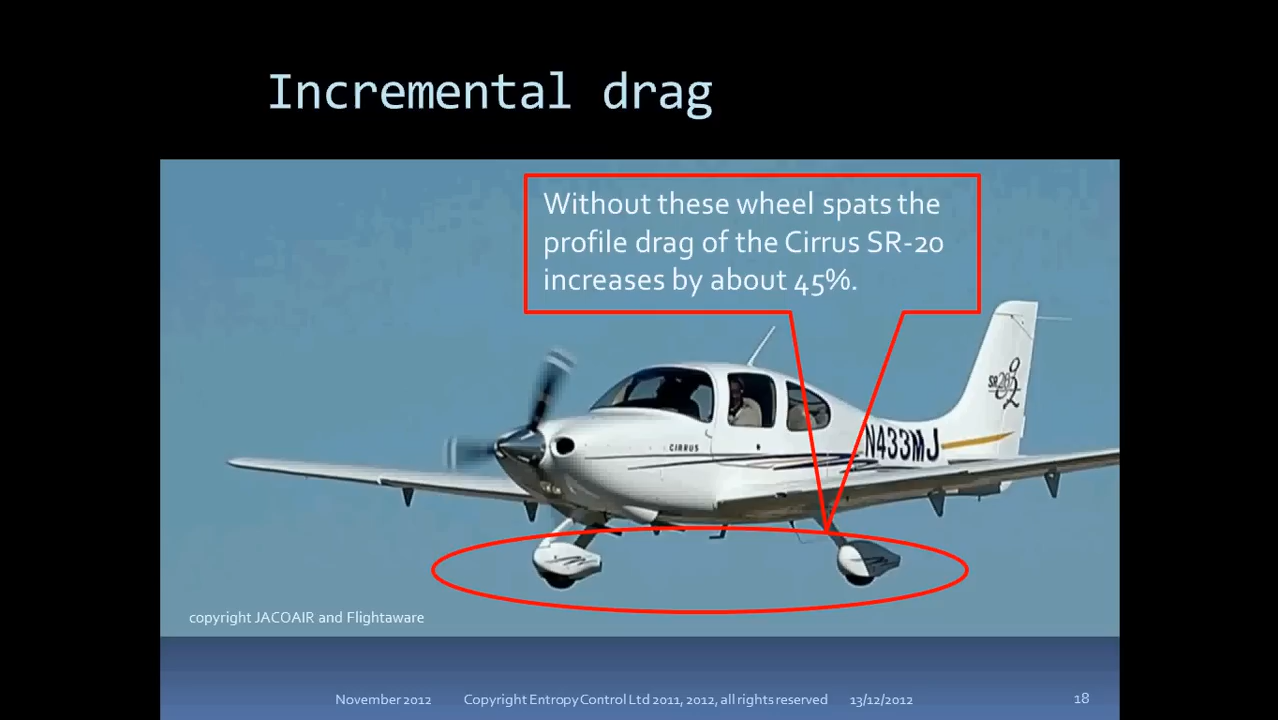 Incremental drag
Without these wheel spats the
profile drag of the Cirrus SR-20
increases by about 45%.
CIRRUS
N433MJ
copyright JACOAIR and Flightaware
November 2012
Copyright Entropy Control Ltd 2011, 2012, all rights reserved
13/12/2012
18